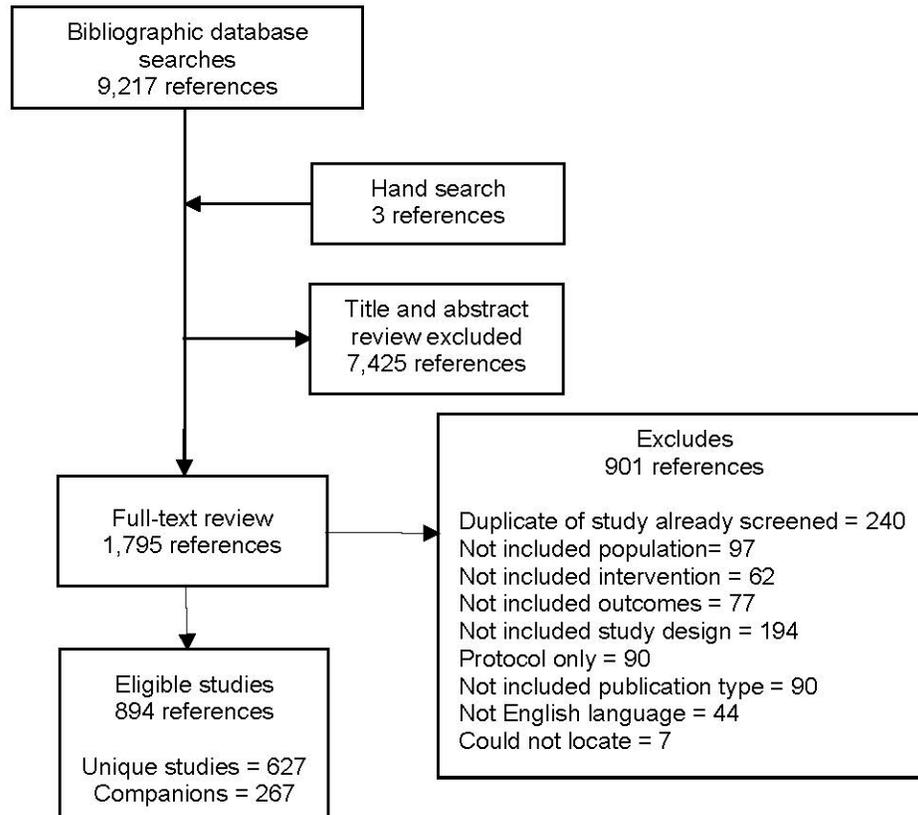 Bibliographic database
searches
9,217 references
Hand search
3 references
Title and abstract
review excluded
7,425 references
Full-text review
1,795 references
Excludes
901 references
Duplicate of study already screened = 240
Not included population= 97
Not included intervention = 62
Not included outcomes = 77
Not included study design = 194
Protocol only = 90
Not included publication type = 90
Not English language = 44
Could not locate = 7
Eligible studies
894 references
Unique studies = 627
Companions = 267